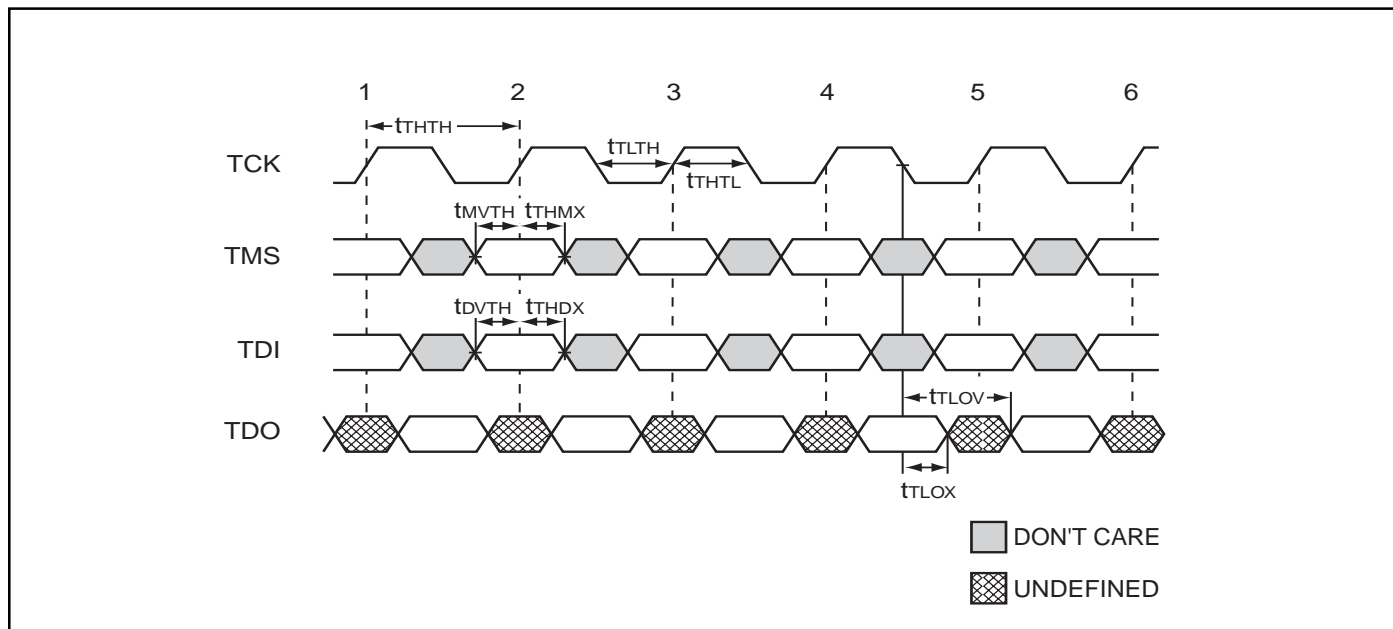 1 2 3 4 5 6
tTHTH
TCK
tTLTH
tTHTL
tMVTH tTHMX
TMS
tDVTH tTHDX
TDI
tTLOV
TDO
tTLOX
DON'T CARE
UNDEFINED